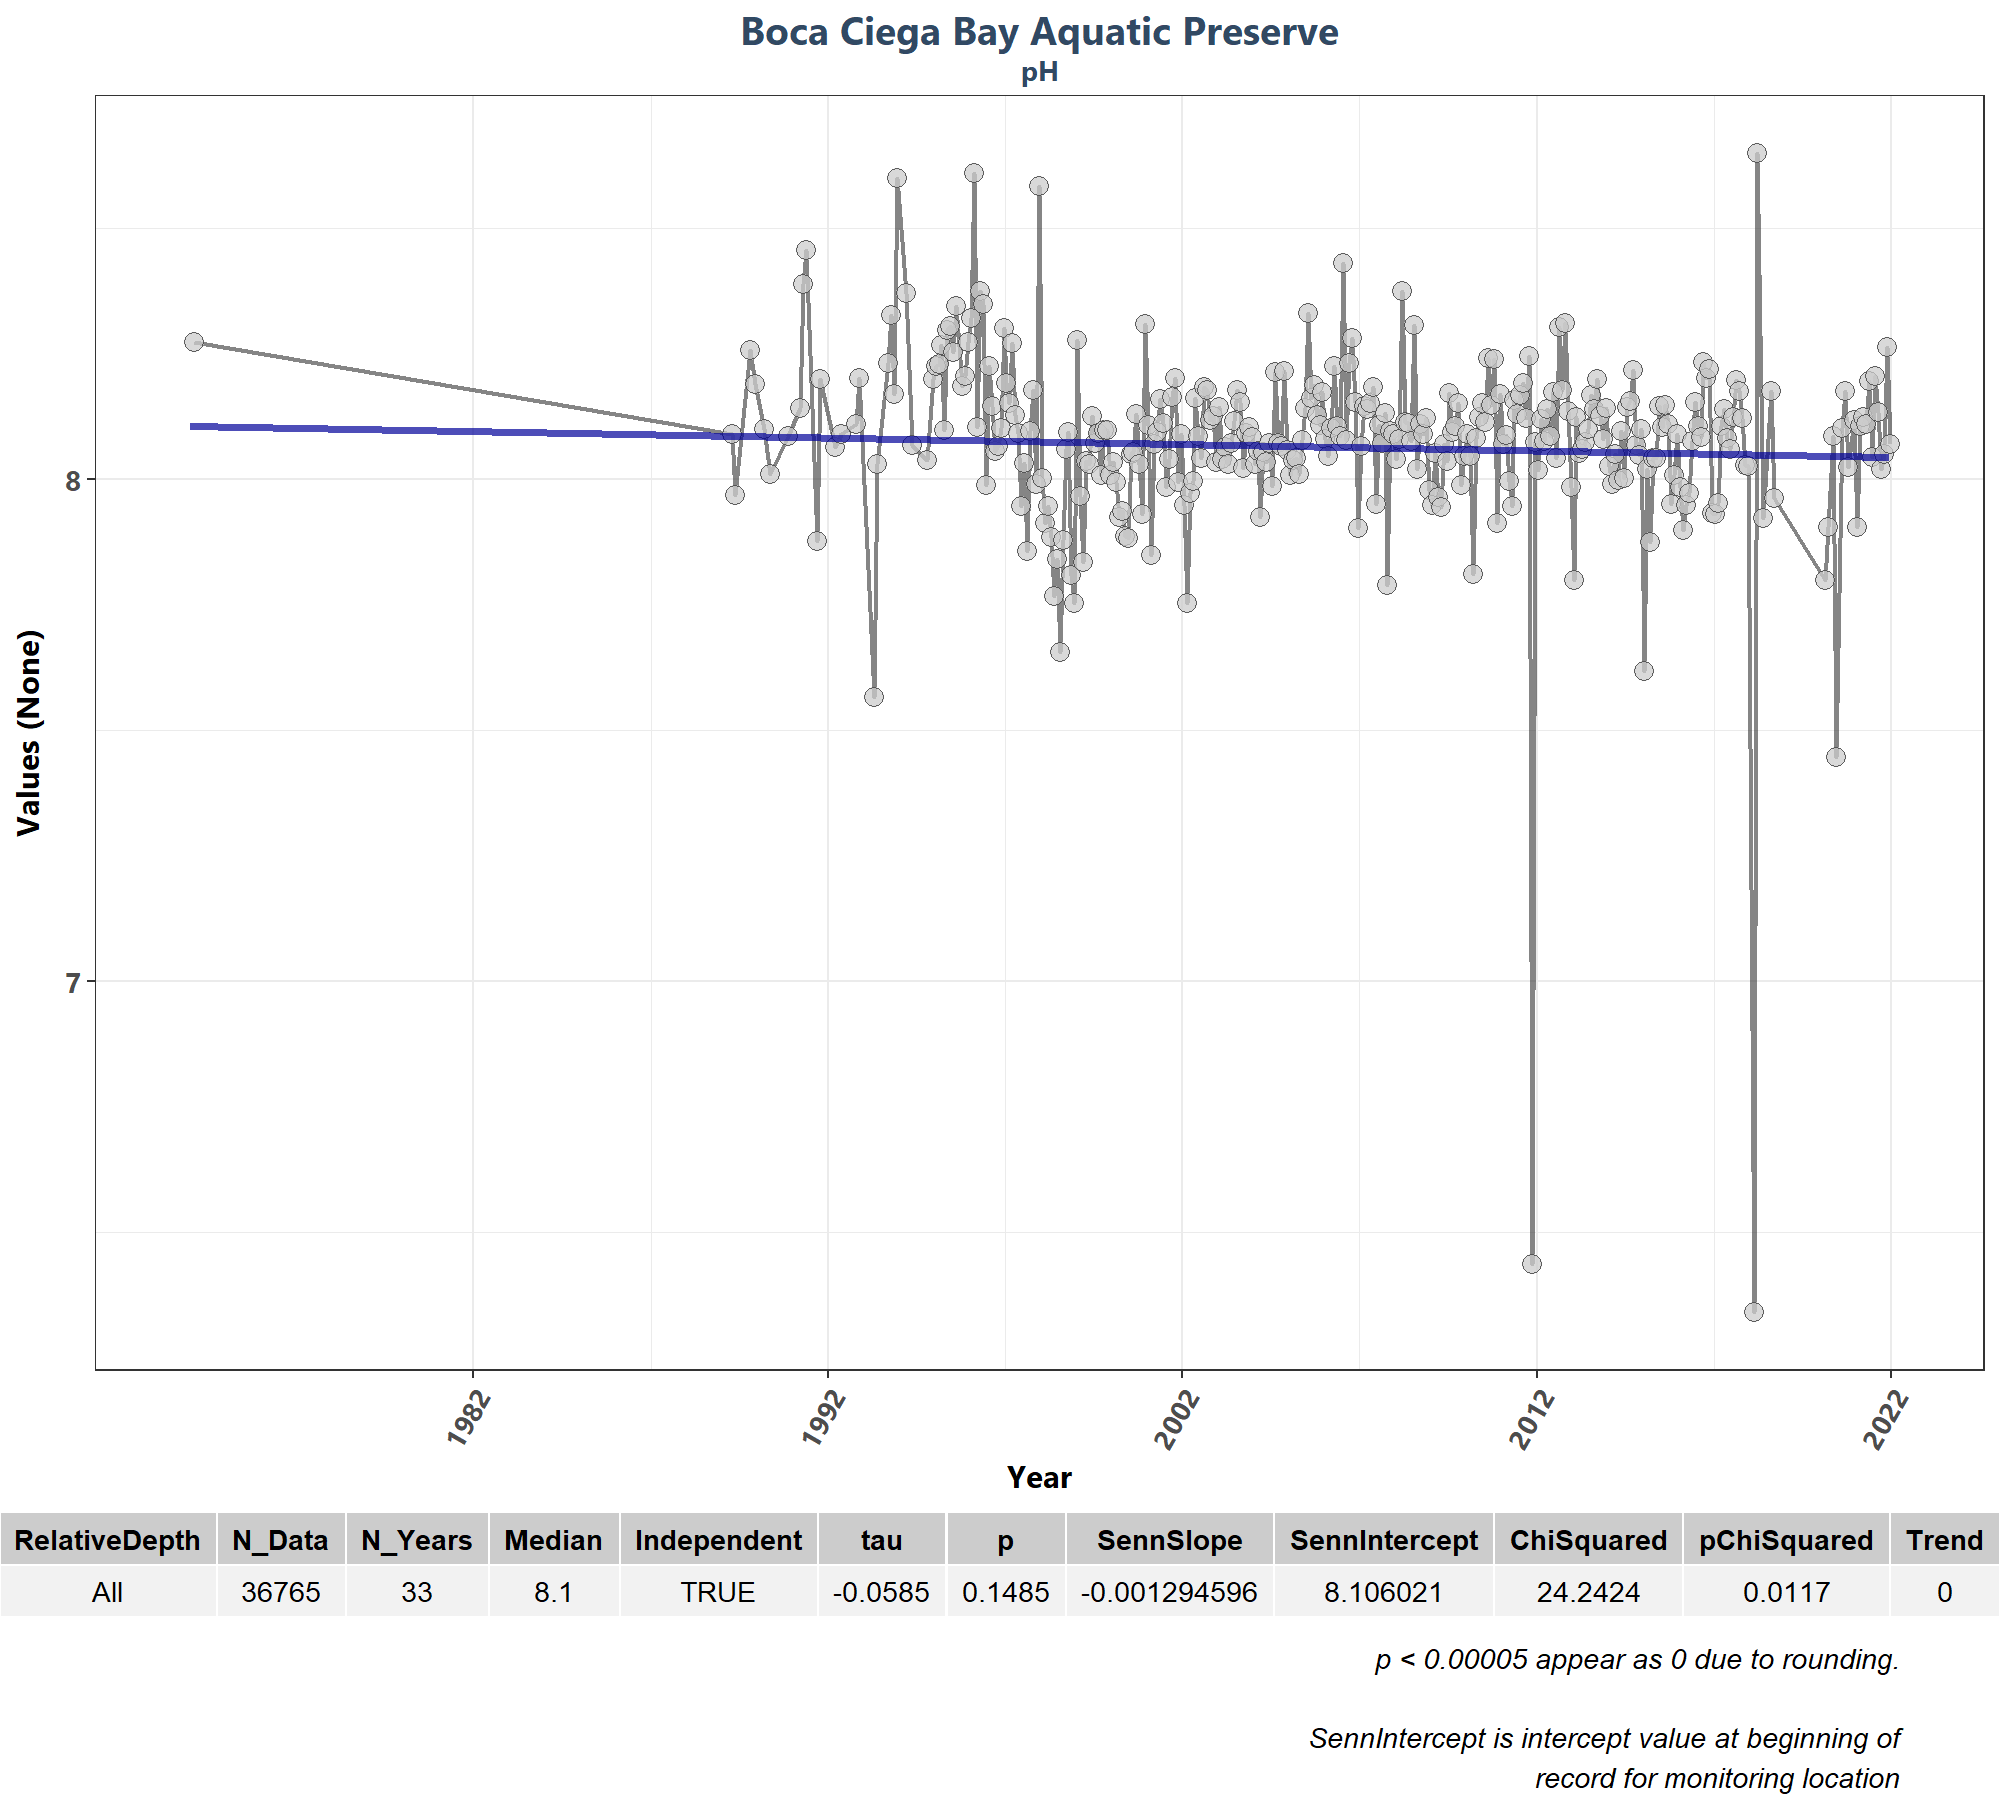 Boca Ciega Bay Aquatic Preserve
pH
Values (None)
8
7
1982 1992 2002 2012 2022
Year
RelativeDepth N_Data N_Years Median Independent tau p SennSlope SennIntercept ChiSquared pChiSquared Trend
All 36765 33 8.1 TRUE -0.0585 0.1485 -0.001294596 8.106021 24.2424 0.0117 0
p < 0.00005 appear as 0 due to rounding.
SennIntercept is intercept value at beginning of
record for monitoring location